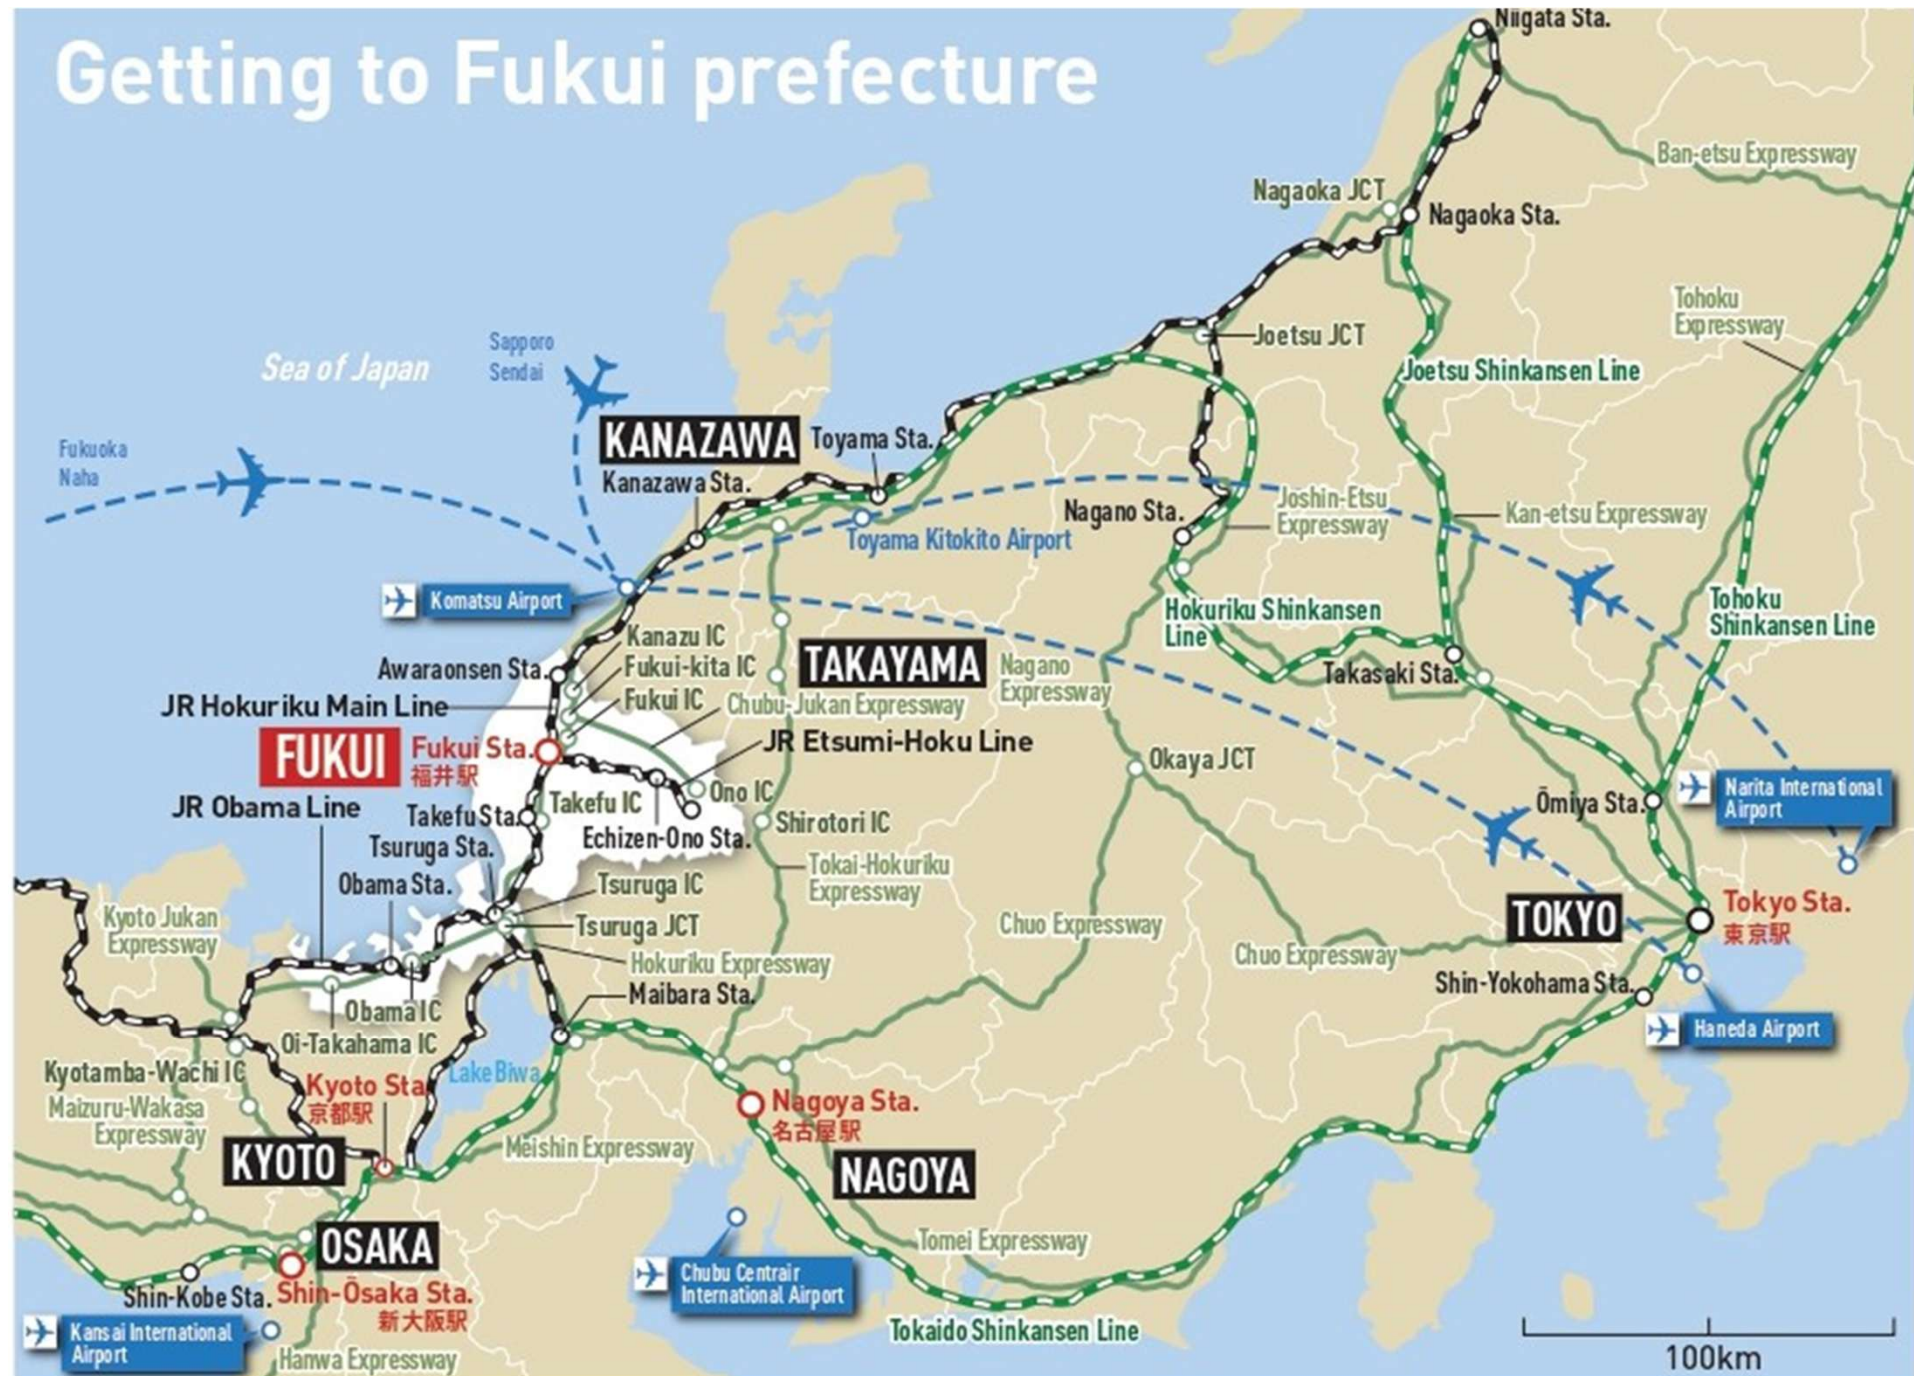 Getting to Fukui prefecture
Niigata Sta.
Ban-etsu Expressway
Nagaoka JCT
Nagaoka Sta.
Tohoku
Expressway
Joetsu JCT
Joetsu Shinkansen Line
Sapporo
Sendai
Sea of Japan
Fukuoka
Naha
KANAZAWA
Toyama Sta.
Kanazawa Sta.
Nagano Sta.
Joshin-Etsu
Expressway
Kan-etsu Expressway
Toyama Kitokito Airport
Komatsu Airport
Hokuriku Shinkansen
Line
Tohoku
Shinkansen Line
Kanazu IC
Awaraonsen Sta.
Fukui-kita IC
TAKAYAMA
Nagano
Expressway
Takasaki Sta.
JR Hokuriku Main Line
Fukui IC
Chubu-Jukan Expressway
FUKUI
Fukui Sta.
福井駅
JR Etsumi-Hoku Line
Okaya JCT
Narita International
Airport
JR Obama Line
Takefu Sta.
Takefu IC
Ono IC
Ōmiya Sta.
Echizen-Ono Sta.
Shirotori IC
Tsuruga Sta.
Tokai-Hokuriku
Expressway
Obama Sta.
Tsuruga IC
Kyoto Jukan
Expressway
Tsuruga JCT
Chuo Expressway
TOKYO
Tokyo Sta.
東京駅
Chuo Expressway
Hokuriku Expressway
Shin-Yokohama Sta.
Maibara Sta.
Obama IC
Haneda Airport
Oi-Takahama IC
Kyotamba-Wachi IC
Kyoto Sta.
京都駅
Lake Biwa
Maizuru-Wakasa
Expressway
Nagoya Sta.
名古屋駅
Meishin Expressway
KYOTO
NAGOYA
OSAKA
Tomei Expressway
Chubu Centrair
International Airport
Shin-Kobe Sta.
Shin-Ōsaka Sta.
新大阪駅
Kansai International
Airport
Tokaido Shinkansen Line
Hanwa Expressway
100km